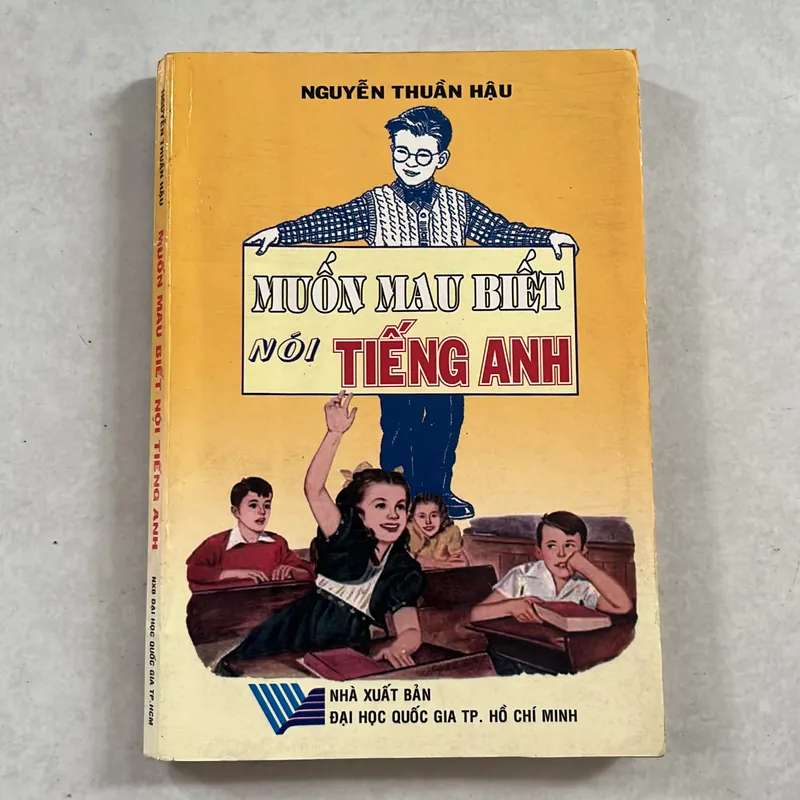 NGUYỄN THUẦN HẬU
MUỐN MAU BIẾT
NÓI TIẾNG ANH
NHÀ XUẤT BẢN
ĐẠI HỌC QUỐC GIA TP. HỒ CHÍ MINH
NGUYỄN THUẦN HẬU MUỐN MAU BIẾT NÓI TIẾNG ANH NXB ĐẠI HỌC QUỐC GIA TP.HCM